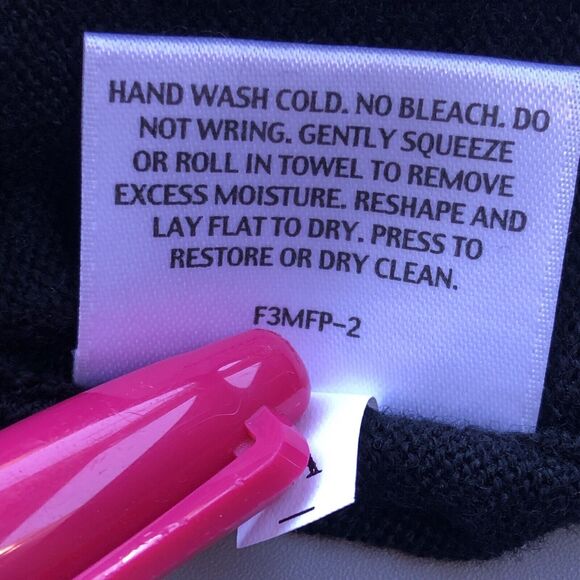 HAND WASH COLD. NO BLEACH. DO
NOT WRING. GENTLY SQUEEZE
OR ROLL IN TOWEL TO REMOVE
EXCESS MOISTURE. RESHAPE AND
LAY FLAT TO DRY. PRESS TO
RESTORE OR DRY CLEAN.
F3MFP-2